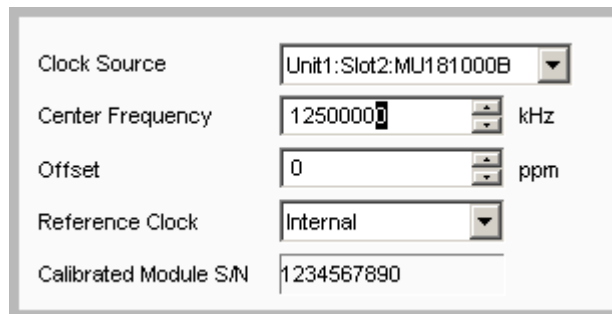 Clock Source Unit1:Slot2:MU181000B
Center Frequency 12500000 kHz
Offset 0 ppm
Reference Clock Internal
Calibrated Module S/N 1234567890